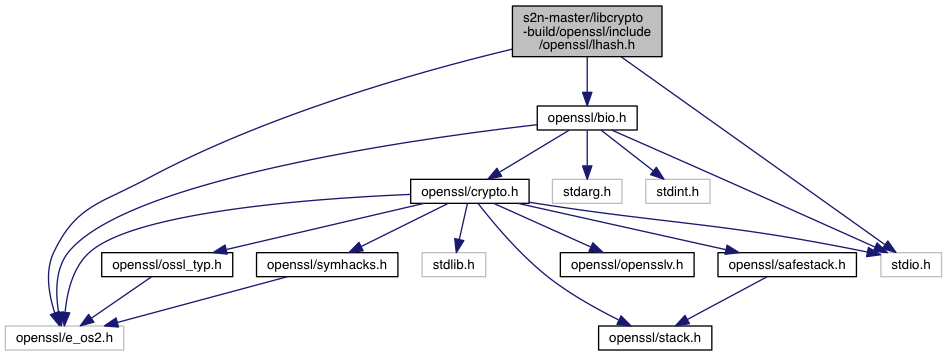 s2n-master/libcrypto
-build/openssl/include
/openssl/lhash.h
openssl/bio.h
openssl/crypto.h
stdarg.h
stdint.h
openssl/ossl_typ.h
openssl/symhacks.h
stdlib.h
openssl/opensslv.h
openssl/safestack.h
stdio.h
openssl/e_os2.h
openssl/stack.h